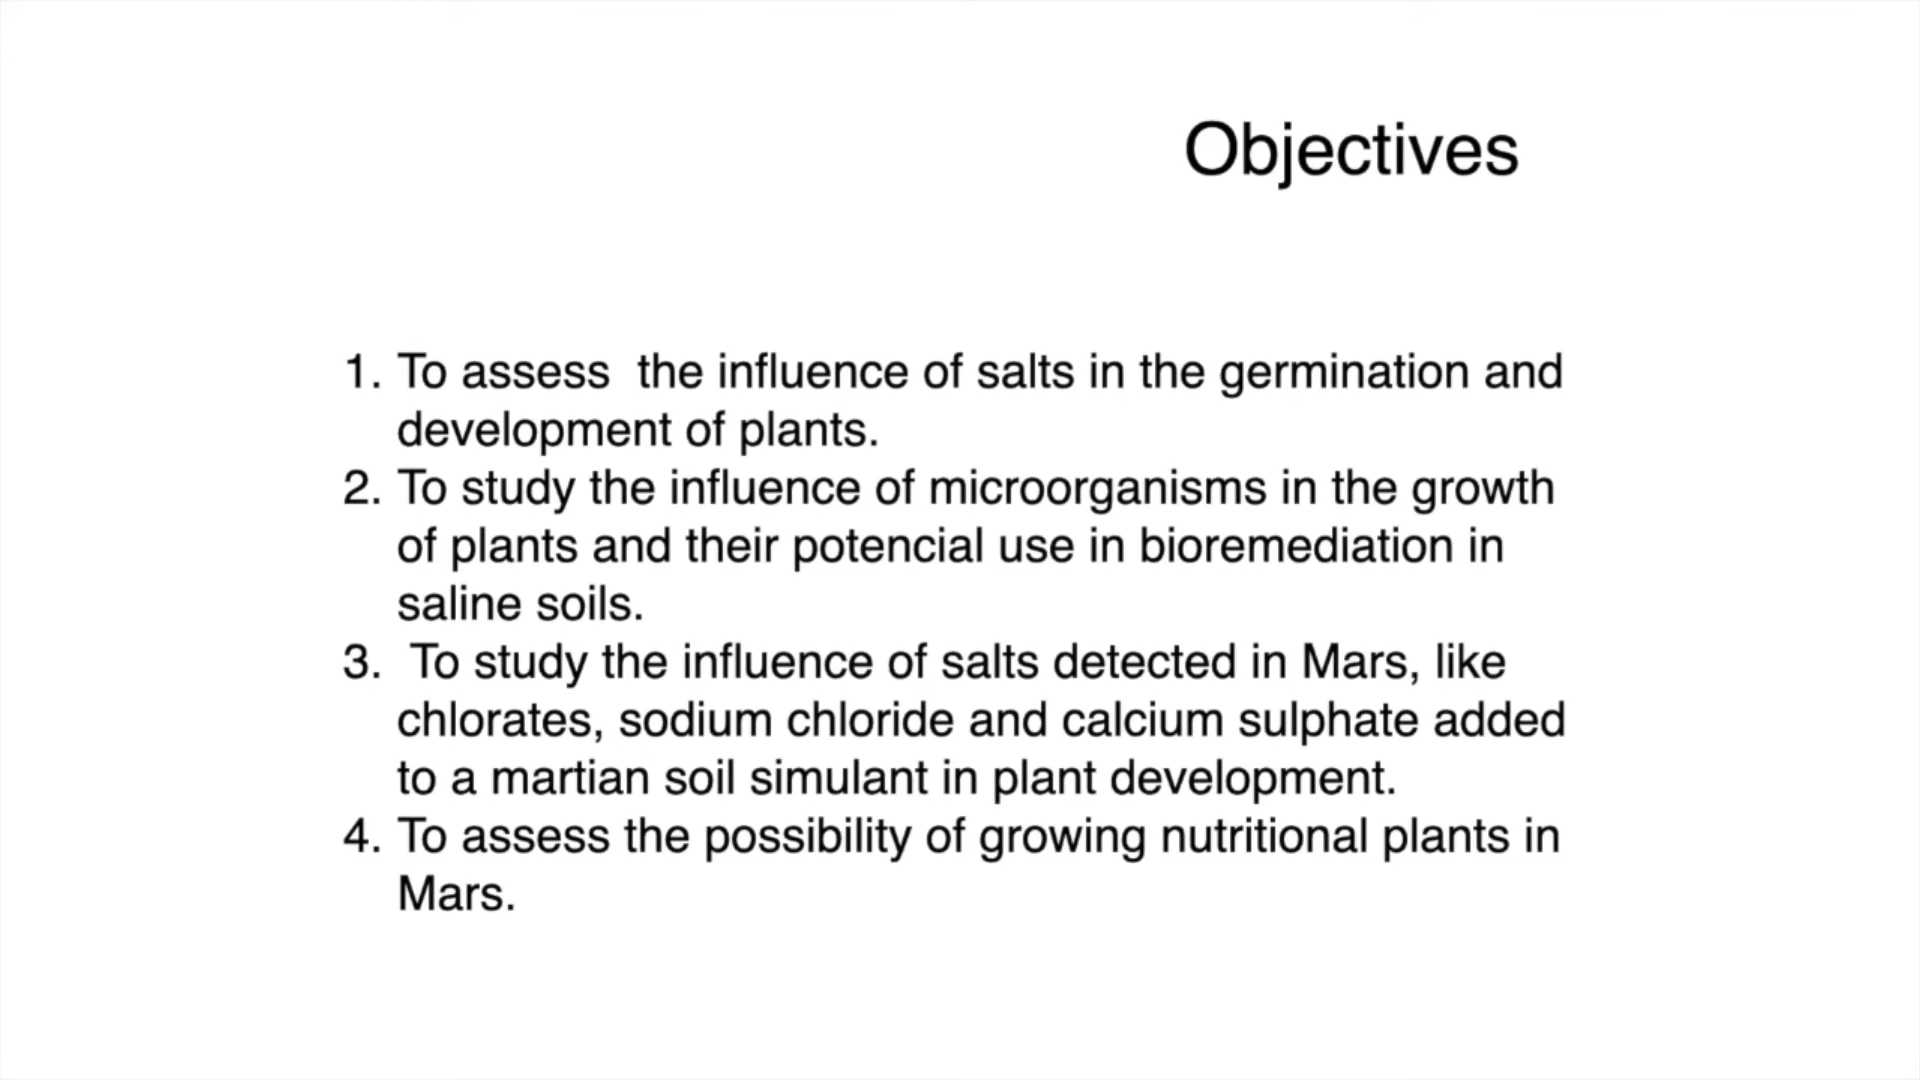 Objectives
1. To assess  the influence of salts in the germination and
development of plants.
2. To study the influence of microorganisms in the growth
of plants and their potencial use in bioremediation in
saline soils.
3.  To study the influence of salts detected in Mars, like
chlorates, sodium chloride and calcium sulphate added
to a martian soil simulant in plant development.
4. To assess the possibility of growing nutritional plants in
Mars.